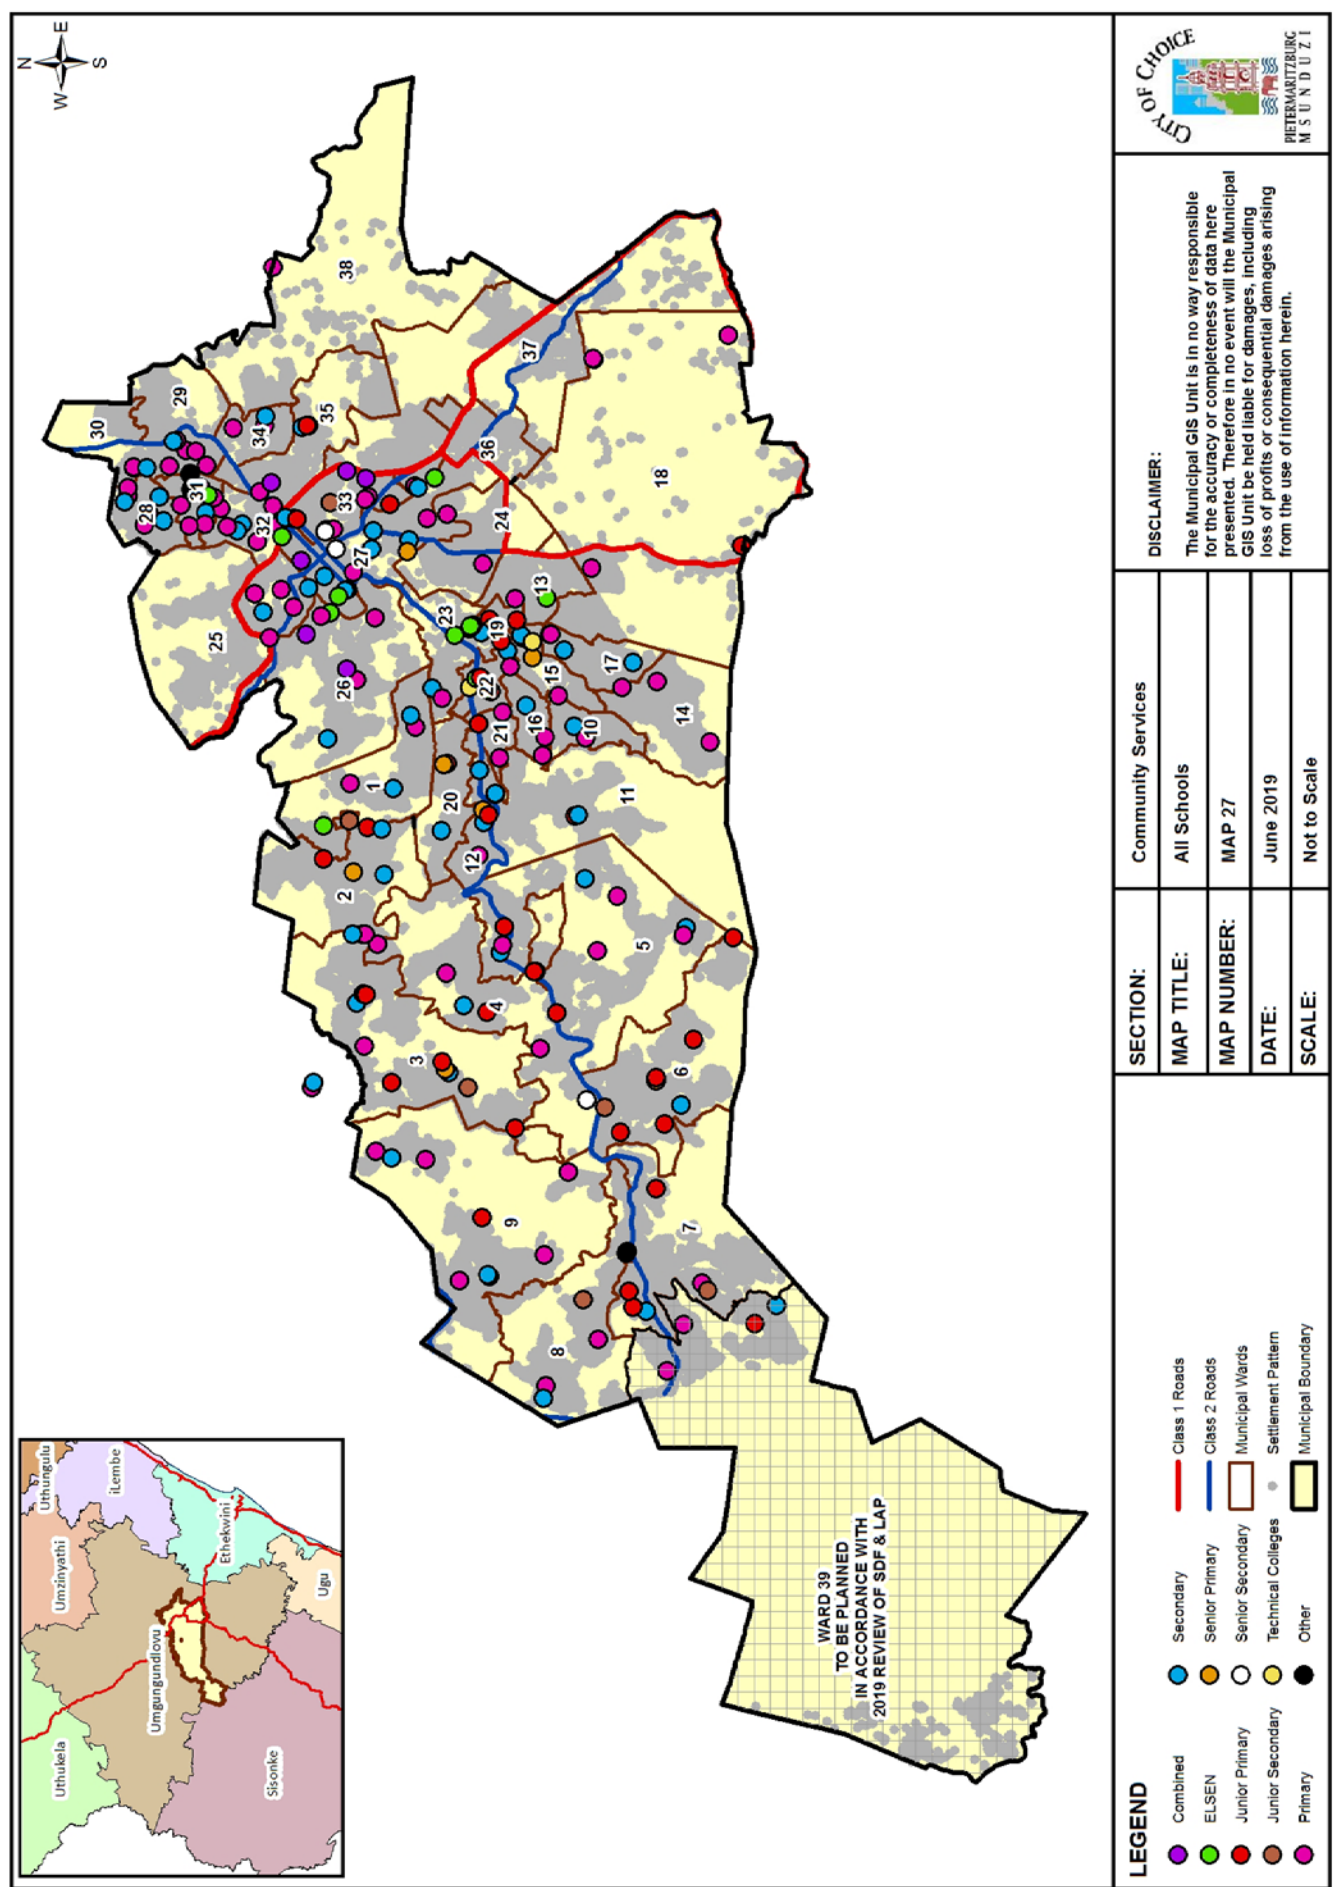 N
W
E
S
Uthukela
Umzinyathi
Uthungulu
iLembe
Umgungundlovu
Ethekwini
Sisonke
Ugu
30
29
28
31
34
35
38
32
33
25
27
26
37
36
24
18
23
13
19
22
15
17
16
21
10
14
1
20
11
12
2
5
4
3
6
9
7
8
WARD 39
TO BE PLANNED
IN ACCORDANCE WITH
2019 REVIEW OF SDF & LAP
LEGEND
Combined
ELSEN
Junior Primary
Junior Secondary
Primary
Secondary
Senior Primary
Senior Secondary
Technical Colleges
Other
Class 1 Roads
Class 2 Roads
Municipal Wards
Settlement Pattern
Municipal Boundary
SECTION:
Community Services
MAP TITLE:
All Schools
MAP NUMBER:
MAP 27
DATE:
June 2019
SCALE:
Not to Scale
DISCLAIMER:
The Municipal GIS Unit is in no way responsible
for the accuracy or completeness of data here
presented. Therefore in no event will the Municipal
GIS Unit be held liable for damages, including
loss of profits or consequential damages arising
from the use of information herein.
CITY OF CHOICE
PIETERMARITZBURG
MSUNDUZI